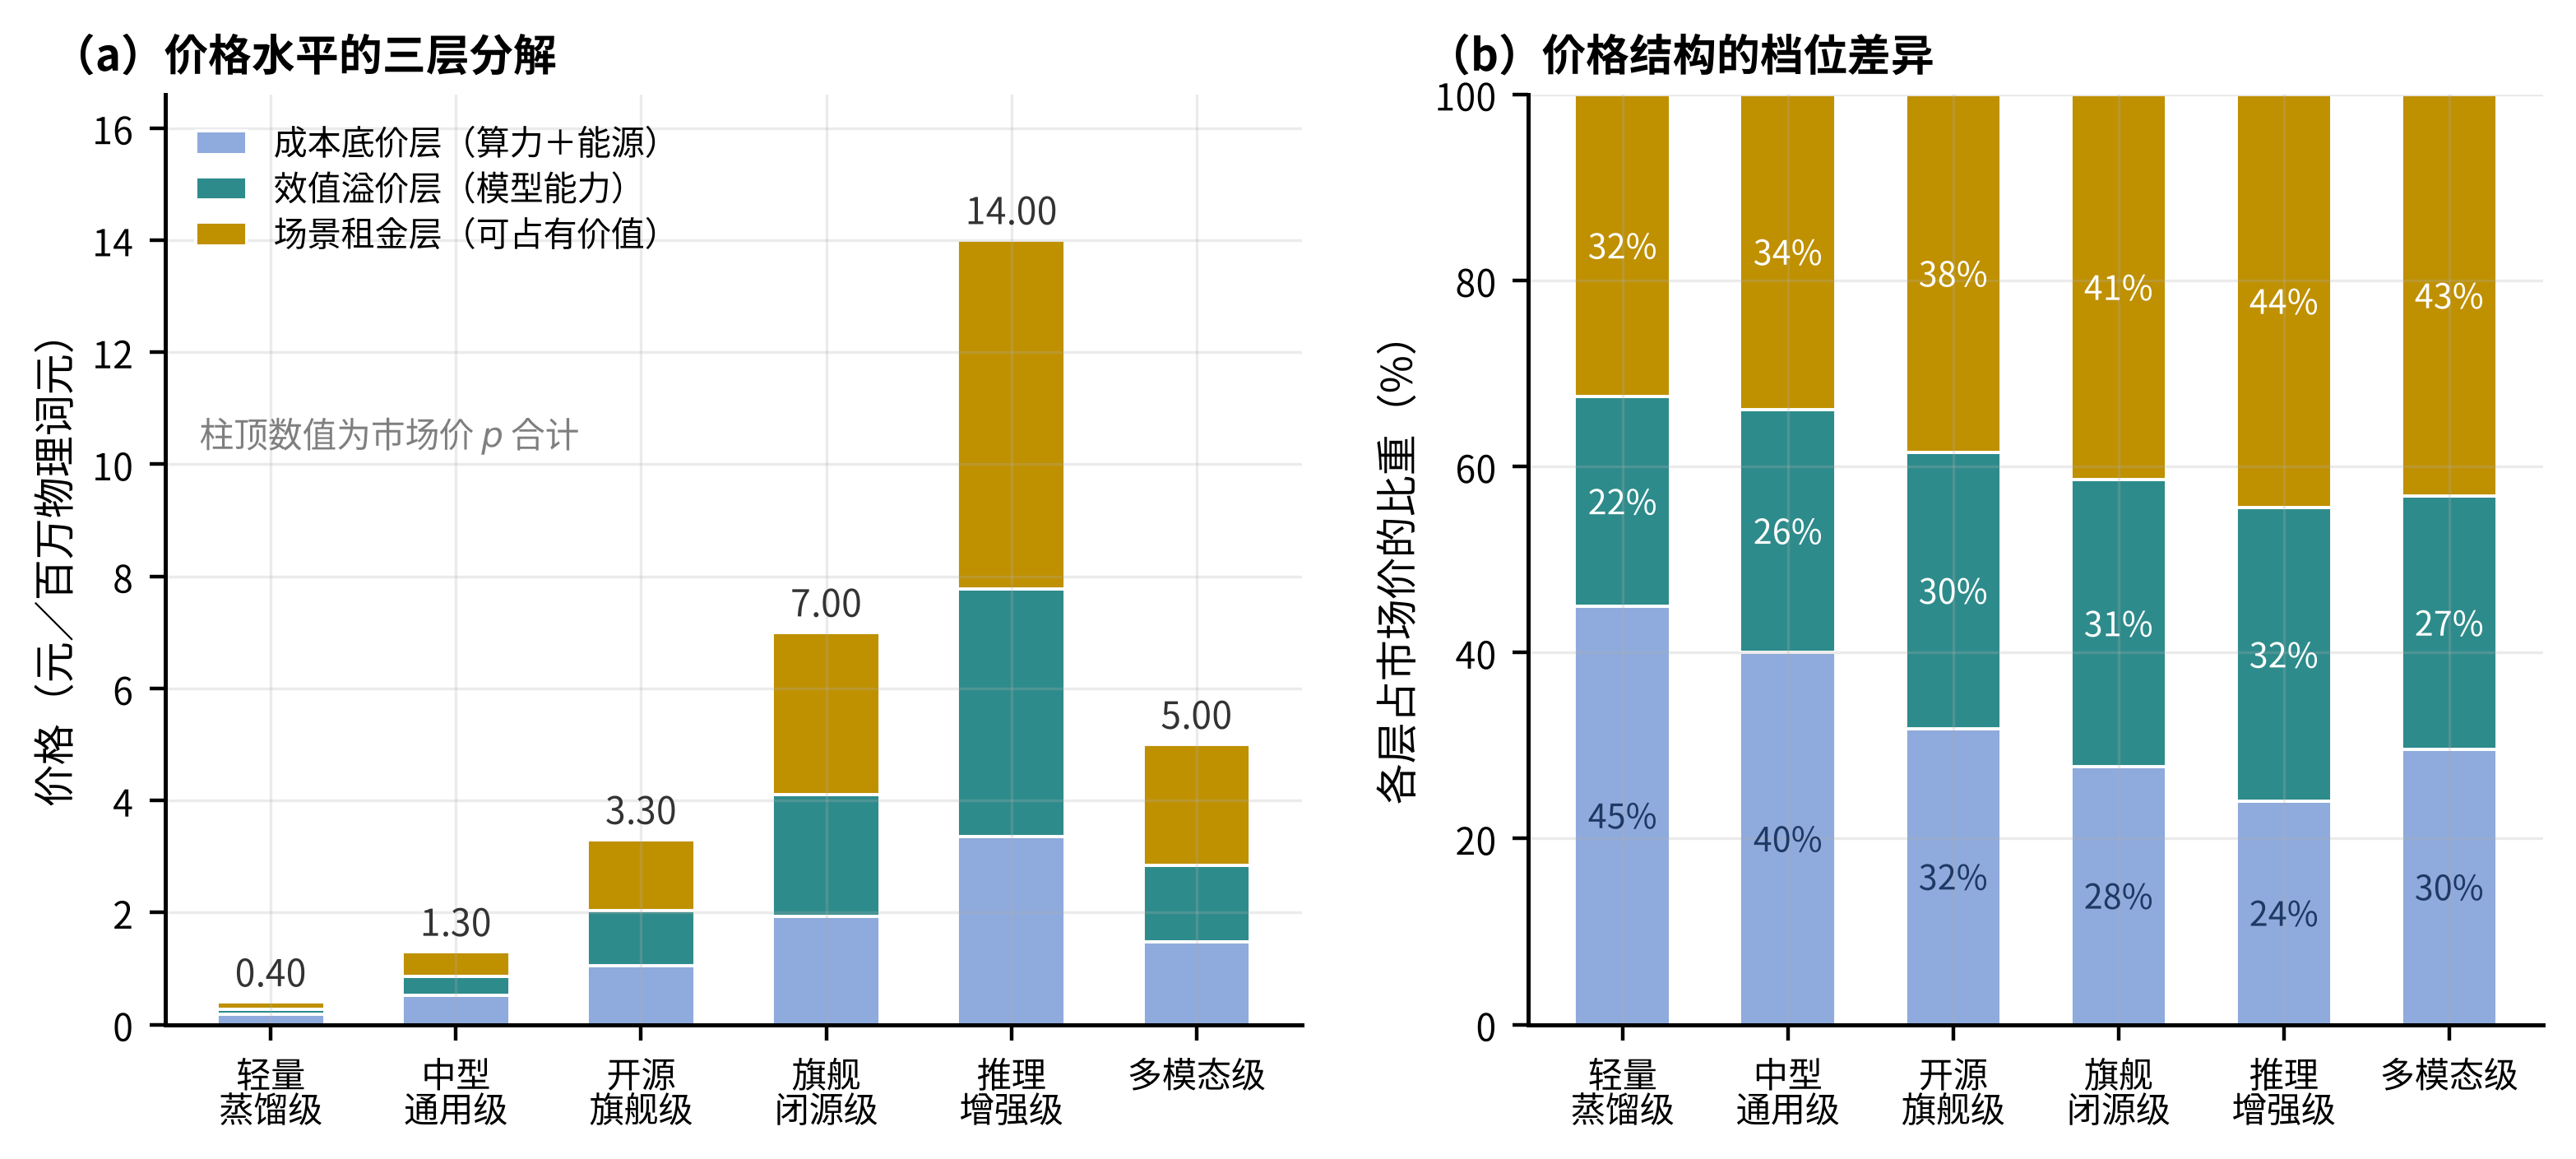 （a）价格水平的三层分解
价格（元／百万物理词元）
16
14
12
10
8
6
4
2
0
成本底价层（算力＋能源）
效值溢价层（模型能力）
场景租金层（可占有价值）
柱顶数值为市场价 p 合计
0.40
1.30
3.30
7.00
14.00
5.00
轻量
蒸馏级
中型
通用级
开源
旗舰级
旗舰
闭源级
推理
增强级
多模态级
（b）价格结构的档位差异
各层占市场价的比重（%）
100
80
60
40
20
0
32%
34%
38%
41%
44%
43%
22%
26%
30%
31%
32%
27%
45%
40%
32%
28%
24%
30%
轻量
蒸馏级
中型
通用级
开源
旗舰级
旗舰
闭源级
推理
增强级
多模态级